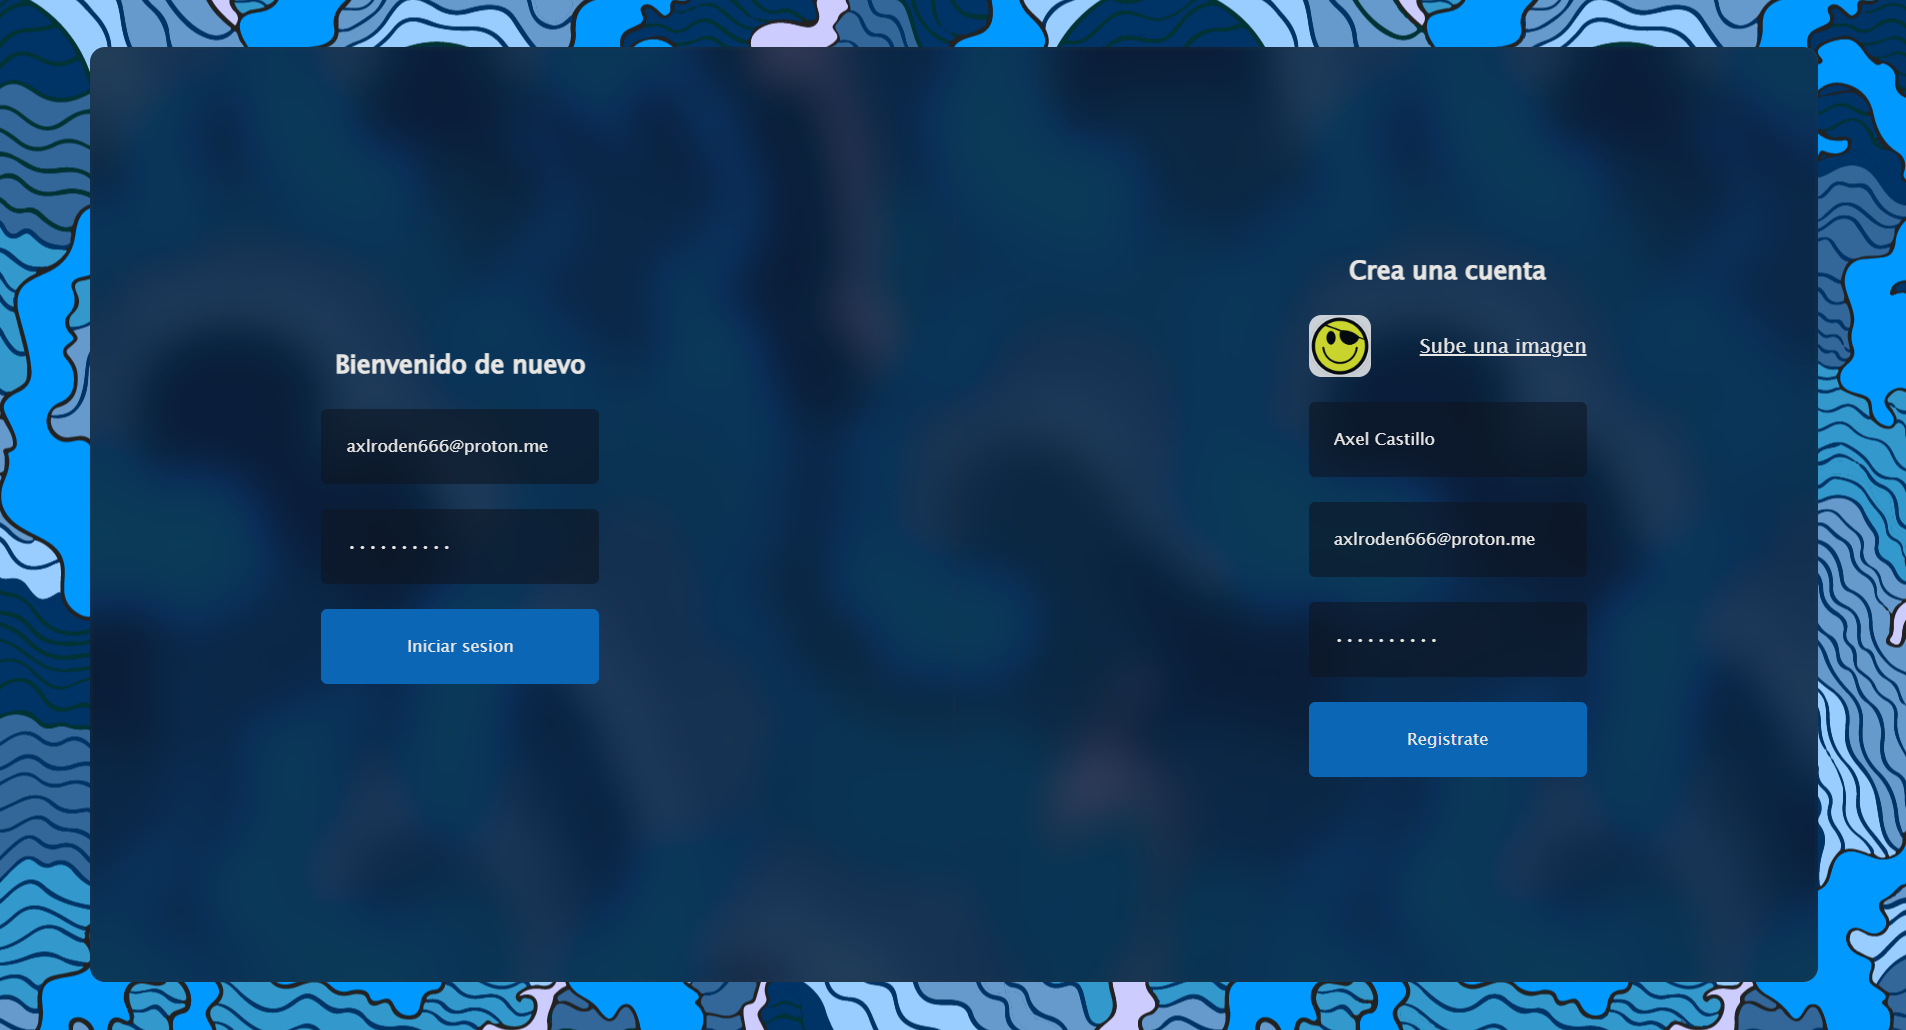 Bienvenido de nuevo
axlroden666@proton.me
••••••••••
Iniciar sesion
Crea una cuenta
Sube una imagen
Axel Castillo
axlroden666@proton.me
••••••••••
Registrate